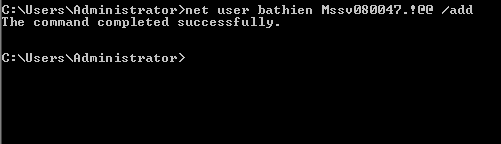 C:\Users\Administrator>net user bathien Mssv080047.!@@ /add
The command completed successfully.
C:\Users\Administrator>